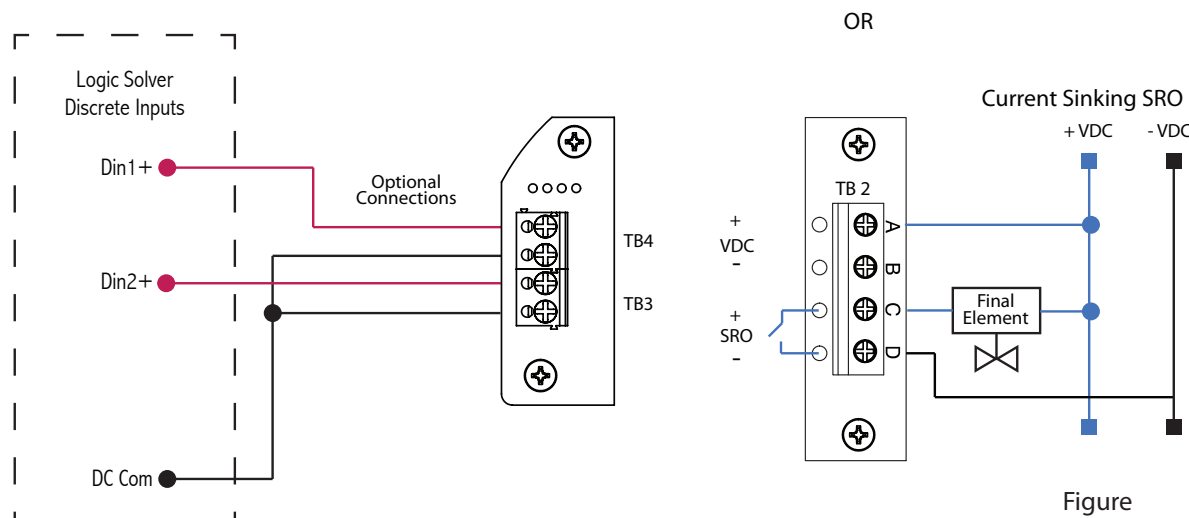 OR
Logic Solver
Discrete Inputs
Din1+
Optional
Connections
TB4
Din2+
TB3
DC Com
Current Sinking SRO
+ VDC
- VDC
TB 2
+
VDC
-
+
SRO
-
A
B
C
D
Final
Element
Figure